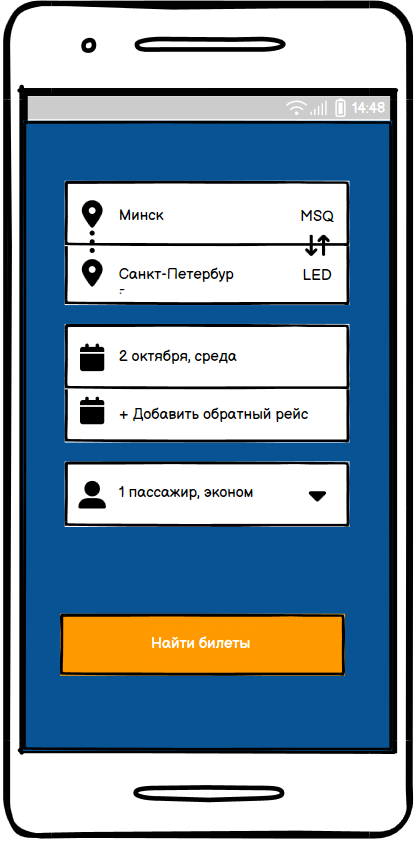 14:48
Минск MSQ
Санкт-Петербур LED
г
2 октября, среда
+ Добавить обратный рейс
1 пассажир, эконом
Найти билеты